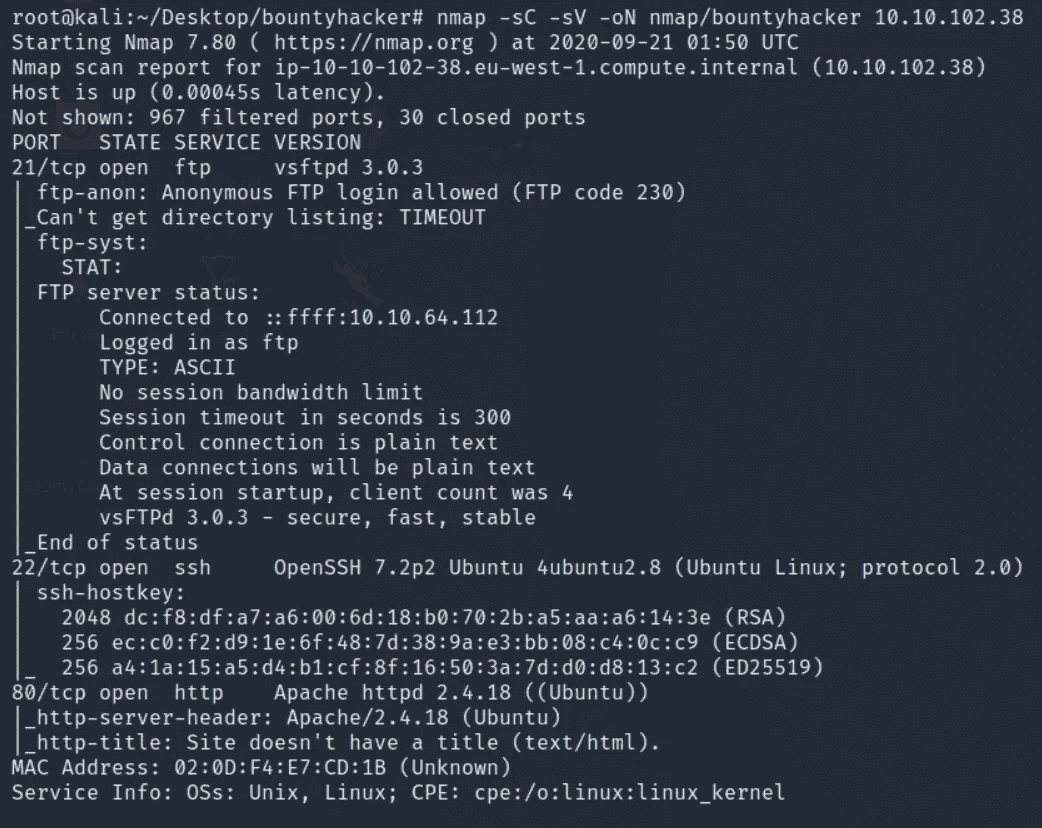 root@kali:~/Desktop/bountyhacker# nmap -sC -sV -oN nmap/bountyhacker 10.10.102.38
Starting Nmap 7.80 ( https://nmap.org ) at 2020-09-21 01:50 UTC
Nmap scan report for ip-10-10-102-38.eu-west-1.compute.internal (10.10.102.38)
Host is up (0.00045s latency).
Not shown: 967 filtered ports, 30 closed ports
PORT   STATE SERVICE VERSION
21/tcp open  ftp     vsftpd 3.0.3
| ftp-anon: Anonymous FTP login allowed (FTP code 230)
|_Can't get directory listing: TIMEOUT
| ftp-syst:
|   STAT:
| FTP server status:
|      Connected to ::ffff:10.10.64.112
|      Logged in as ftp
|      TYPE: ASCII
|      No session bandwidth limit
|      Session timeout in seconds is 300
|      Control connection is plain text
|      Data connections will be plain text
|      At session startup, client count was 4
|      vsFTPd 3.0.3 - secure, fast, stable
|_End of status
22/tcp open  ssh     OpenSSH 7.2p2 Ubuntu 4ubuntu2.8 (Ubuntu Linux; protocol 2.0)
| ssh-hostkey:
|   2048 dc:f8:df:a7:a6:00:6d:18:b0:70:2b:a5:aa:a6:14:3e (RSA)
|   256 ec:c0:f2:d9:1e:6f:48:7d:38:9a:e3:bb:08:c4:0c:c9 (ECDSA)
|_  256 a4:1a:15:a5:d4:b1:cf:8f:16:50:3a:7d:d0:d8:13:c2 (ED25519)
80/tcp open  http    Apache httpd 2.4.18 ((Ubuntu))
|_http-server-header: Apache/2.4.18 (Ubuntu)
|_http-title: Site doesn't have a title (text/html).
MAC Address: 02:0D:F4:E7:CD:1B (Unknown)
Service Info: OSs: Unix, Linux; CPE: cpe:/o:linux:linux_kernel